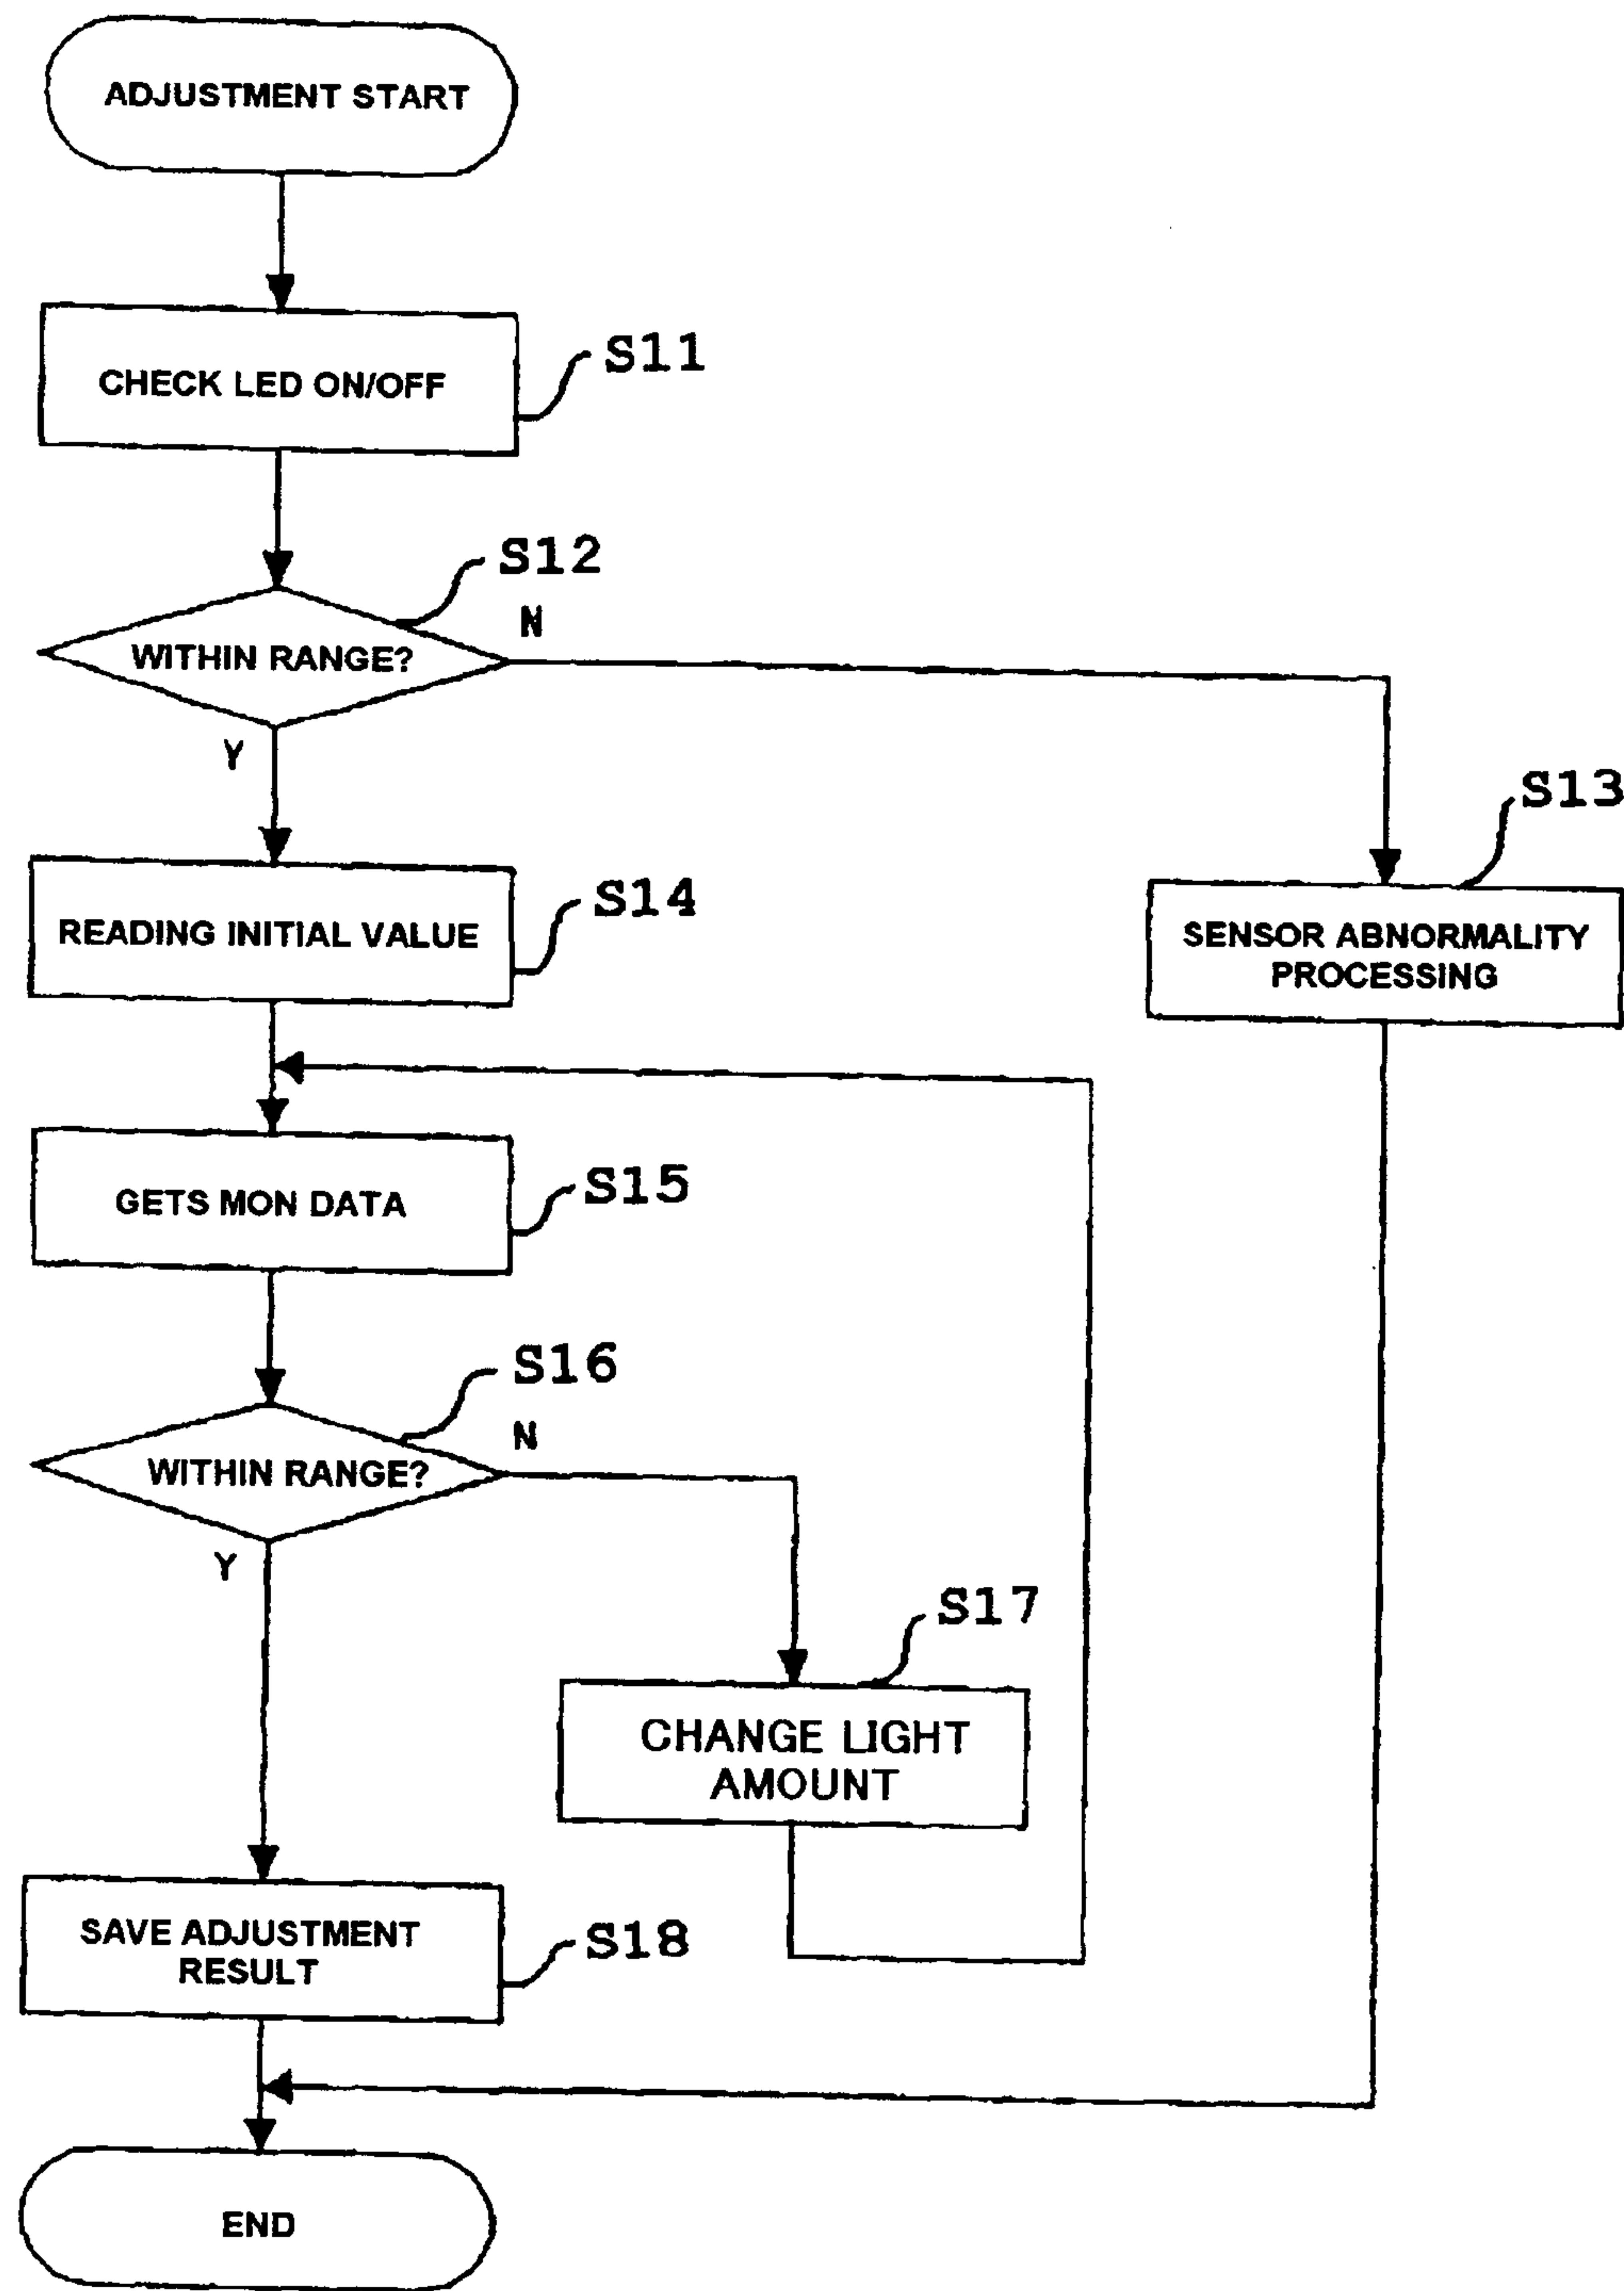 ADJUSTMENT START
CHECK LED ON/OFF
S11
S12
WITHIN RANGE?
N
Y
S13
SENSOR ABNORMALITY
PROCESSING
READING INITIAL VALUE
S14
GETS MON DATA
S15
S16
WITHIN RANGE?
N
Y
S17
CHANGE LIGHT
AMOUNT
SAVE ADJUSTMENT
RESULT
S18
END